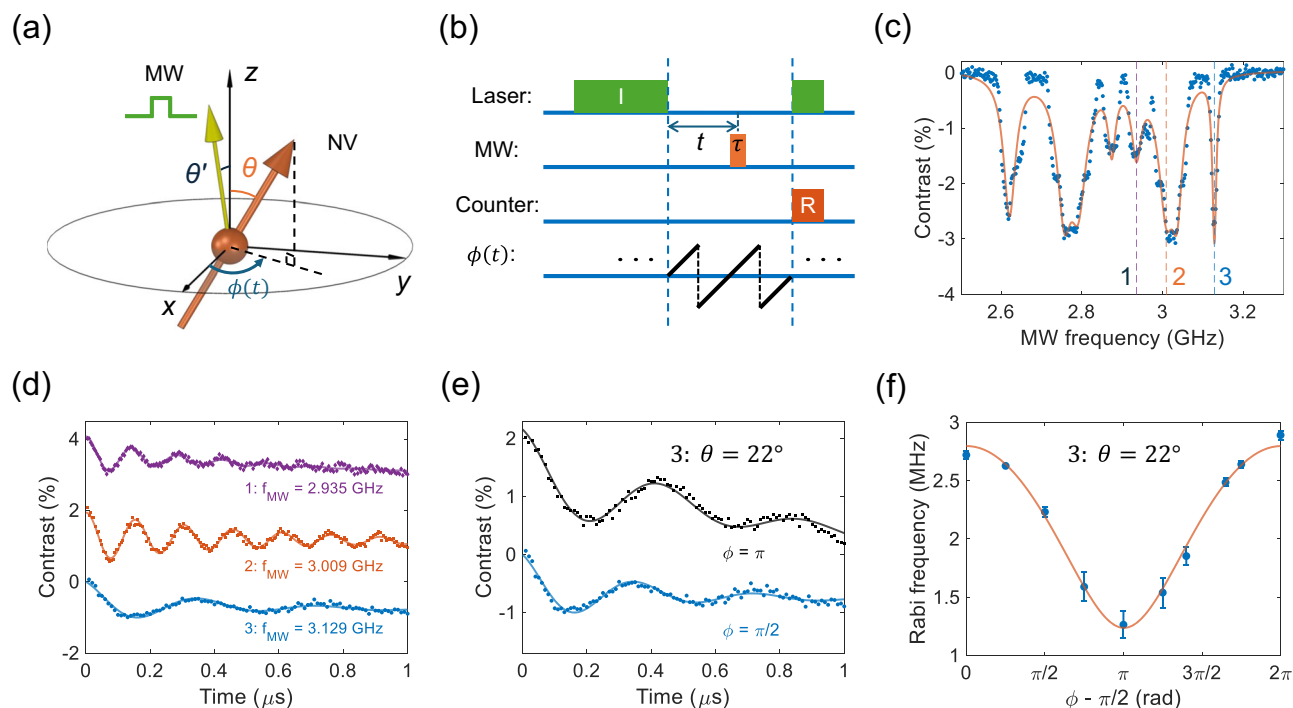 (a)
MW
z
NV
θ′
θ
ϕ(t)
x
y
(b)
Laser:
I
t
MW:
τ
Counter:
R
ϕ(t):
. . .
. . .
(c)
Contrast (%)
0
-1
-2
-3
-4
1
2
3
2.6
2.8
3
3.2
MW frequency (GHz)
(d)
Contrast (%)
4
2
0
-2
1: fMW = 2.935 GHz
2: fMW = 3.009 GHz
3: fMW = 3.129 GHz
0
0.2
0.4
0.6
0.8
1
Time (μs)
(e)
Contrast (%)
2
1
0
-1
-2
3: θ = 22°
ϕ = π
ϕ = π/2
0
0.2
0.4
0.6
0.8
1
Time (μs)
(f)
Rabi frequency (MHz)
3
2.5
2
1.5
1
3: θ = 22°
0
π/2
π
3π/2
2π
ϕ - π/2 (rad)